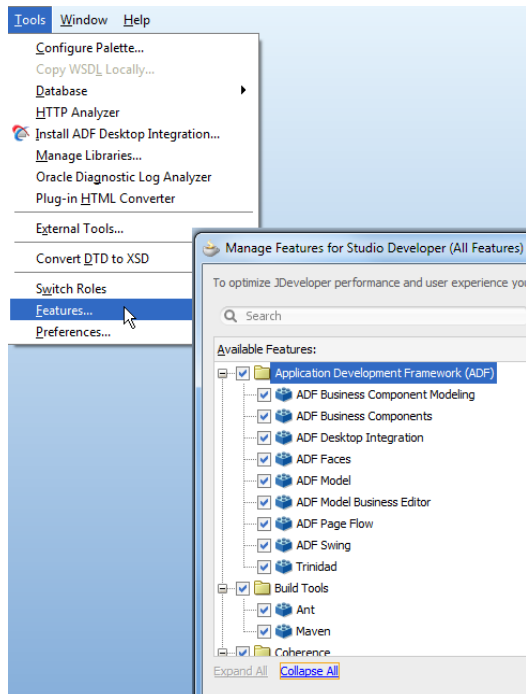 Tools Window Help
Configure Palette...
Copy WSDL Locally...
Database
HTTP Analyzer
Install ADF Desktop Integration...
Manage Libraries...
Oracle Diagnostic Log Analyzer
Plug-in HTML Converter
External Tools...
Convert DTD to XSD
Switch Roles
Features...
Preferences...
Manage Features for Studio Developer (All Features)
To optimize JDeveloper performance and user experience
Search
Available Features:
Application Development Framework (ADF)
ADF Business Component Modeling
ADF Business Components
ADF Desktop Integration
ADF Faces
ADF Model
ADF Model Business Editor
ADF Page Flow
ADF Swing
Trinidad
Build Tools
Ant
Maven
Coherence
Expand All Collapse All